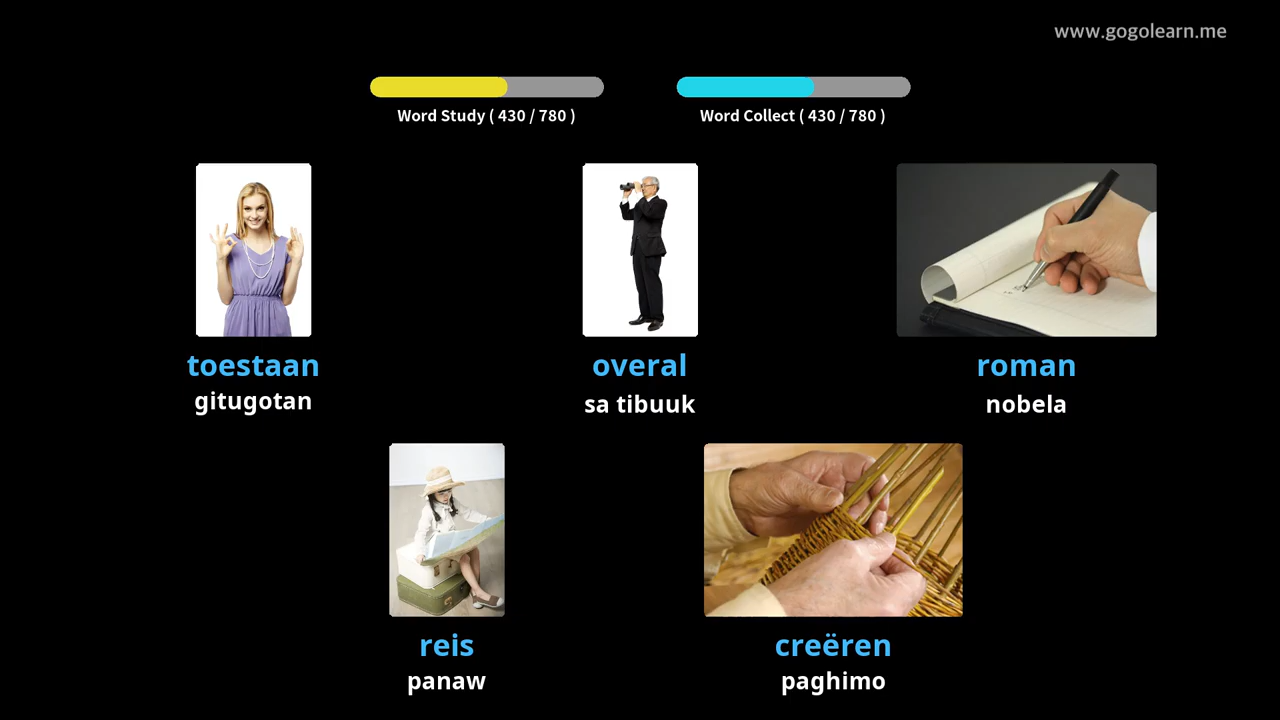 www.gogolearn.me
Word Study ( 430 / 780 )
Word Collect ( 430 / 780 )
toestaan
gitugotan
overal
sa tibuuk
roman
nobela
reis
panaw
creëren
paghimo